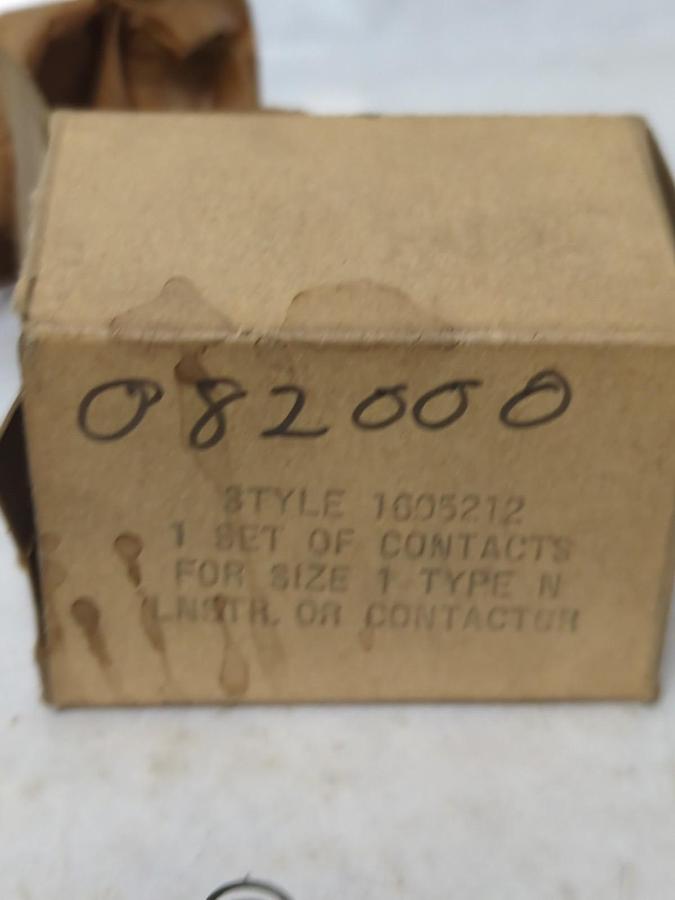 082000
STYLE 1605212
1 SET OF CONTACTS
FOR SIZE 1 TYPE N
LNSTR. OR CONTACTOR